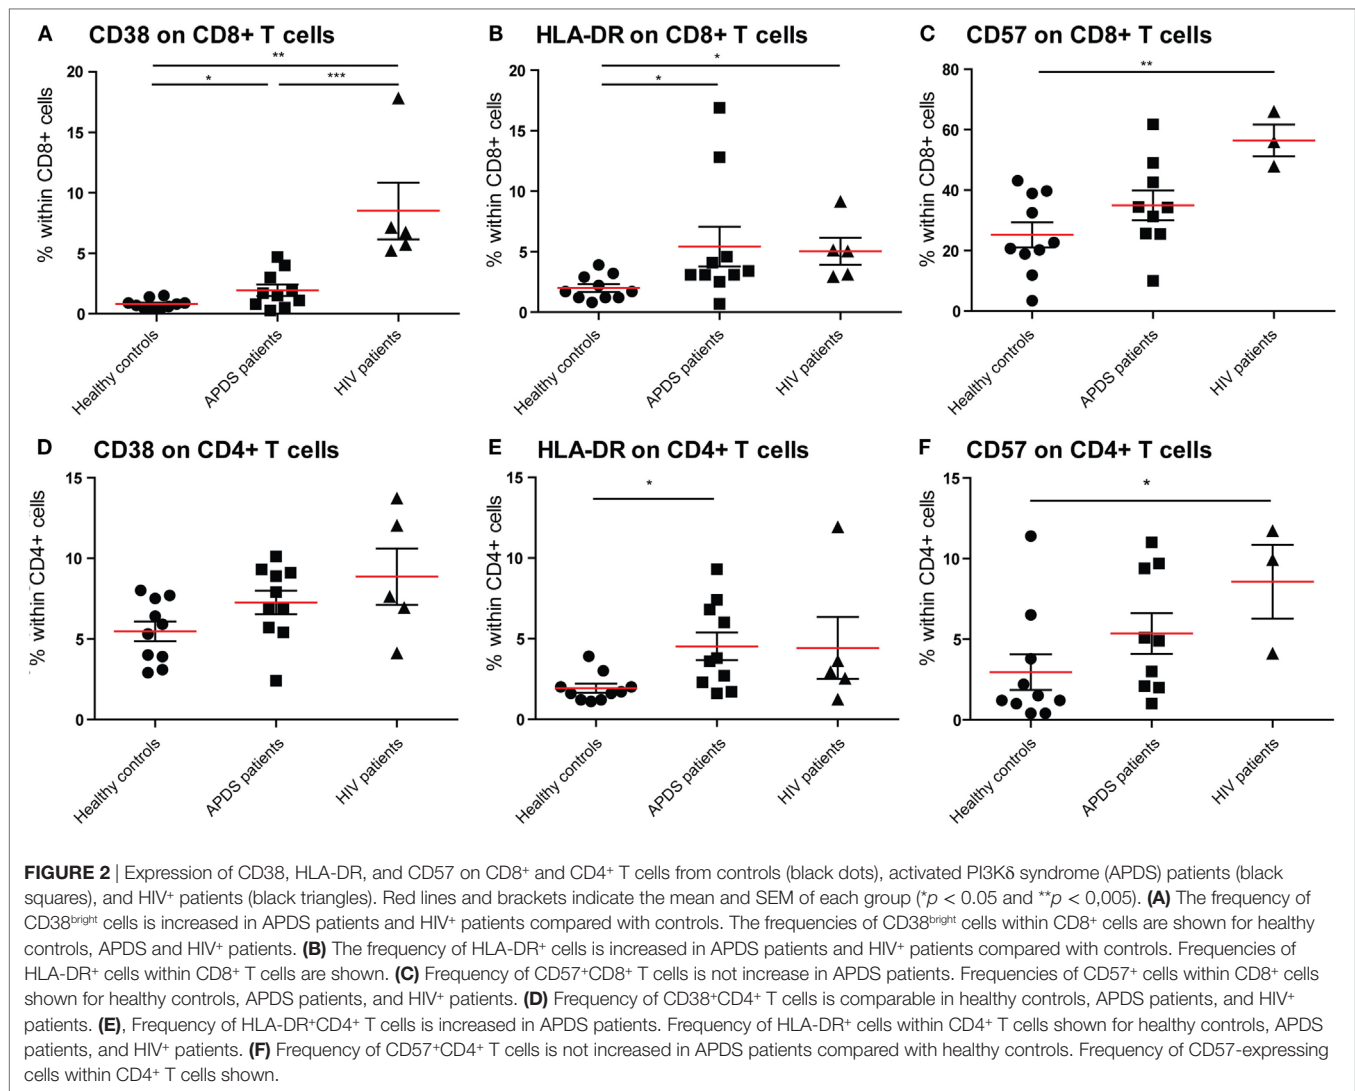 A CD38 on CD8+ T cells
**
* ***
20
15
10
5
0
% within CD8+ cells
Healthy controls
APDS patients
HIV patients
B HLA-DR on CD8+ T cells
*
*
20
15
10
5
0
% within CD8+ cells
Healthy controls
APDS patients
HIV patients
C CD57 on CD8+ T cells
**
80
60
40
20
0
% within CD8+ cells
Healthy controls
APDS patients
HIV patients
D CD38 on CD4+ T cells
15
10
5
0
% within CD4+ cells
Healthy controls
APDS patients
HIV patients
E HLA-DR on CD4+ T cells
*
15
10
5
0
% within CD4+ cells
Healthy controls
APDS patients
HIV patients
F CD57 on CD4+ T cells
*
15
10
5
0
% within CD4+ cells
Healthy controls
APDS patients
HIV patients
FIGURE 2 | Expression of CD38, HLA-DR, and CD57 on CD8⁺ and CD4⁺ T cells from controls (black dots), activated PI3Kδ syndrome (APDS) patients (black
squares), and HIV⁺ patients (black triangles). Red lines and brackets indicate the mean and SEM of each group (*p < 0.05 and **p < 0,005). (A) The frequency of
CD38ᵇʳⁱᵍʰᵗ cells is increased in APDS patients and HIV⁺ patients compared with controls. The frequencies of CD38ᵇʳⁱᵍʰᵗ cells within CD8⁺ cells are shown for healthy
controls, APDS and HIV⁺ patients. (B) The frequency of HLA-DR⁺ cells is increased in APDS patients and HIV⁺ patients compared with controls. Frequencies of
HLA-DR⁺ cells within CD8⁺ T cells are shown. (C) Frequency of CD57⁺CD8⁺ T cells is not increase in APDS patients. Frequencies of CD57⁺ cells within CD8⁺ cells
shown for healthy controls, APDS patients, and HIV⁺ patients. (D) Frequency of CD38⁺CD4⁺ T cells is comparable in healthy controls, APDS patients, and HIV⁺
patients. (E), Frequency of HLA-DR⁺CD4⁺ T cells is increased in APDS patients. Frequency of HLA-DR⁺ cells within CD4⁺ T cells shown for healthy controls, APDS
patients, and HIV⁺ patients. (F) Frequency of CD57⁺CD4⁺ T cells is not increased in APDS patients compared with healthy controls. Frequency of CD57-expressing
cells within CD4⁺ T cells shown.